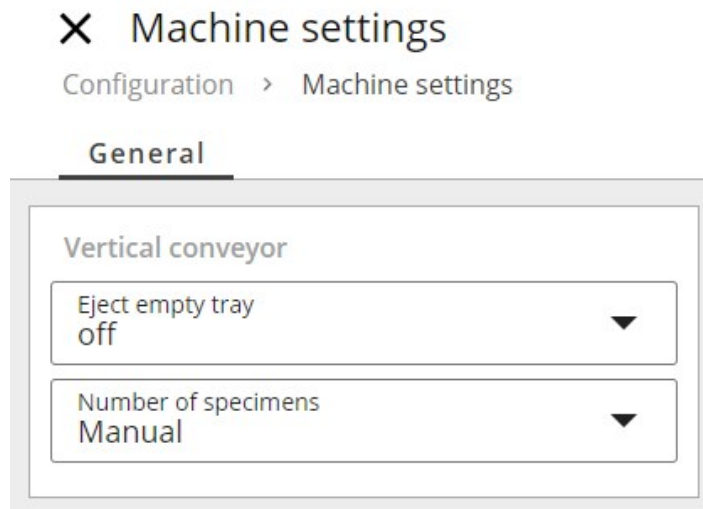 Machine settings
Configuration > Machine settings
General
Vertical conveyor
Eject empty tray
off
Number of specimens
Manual